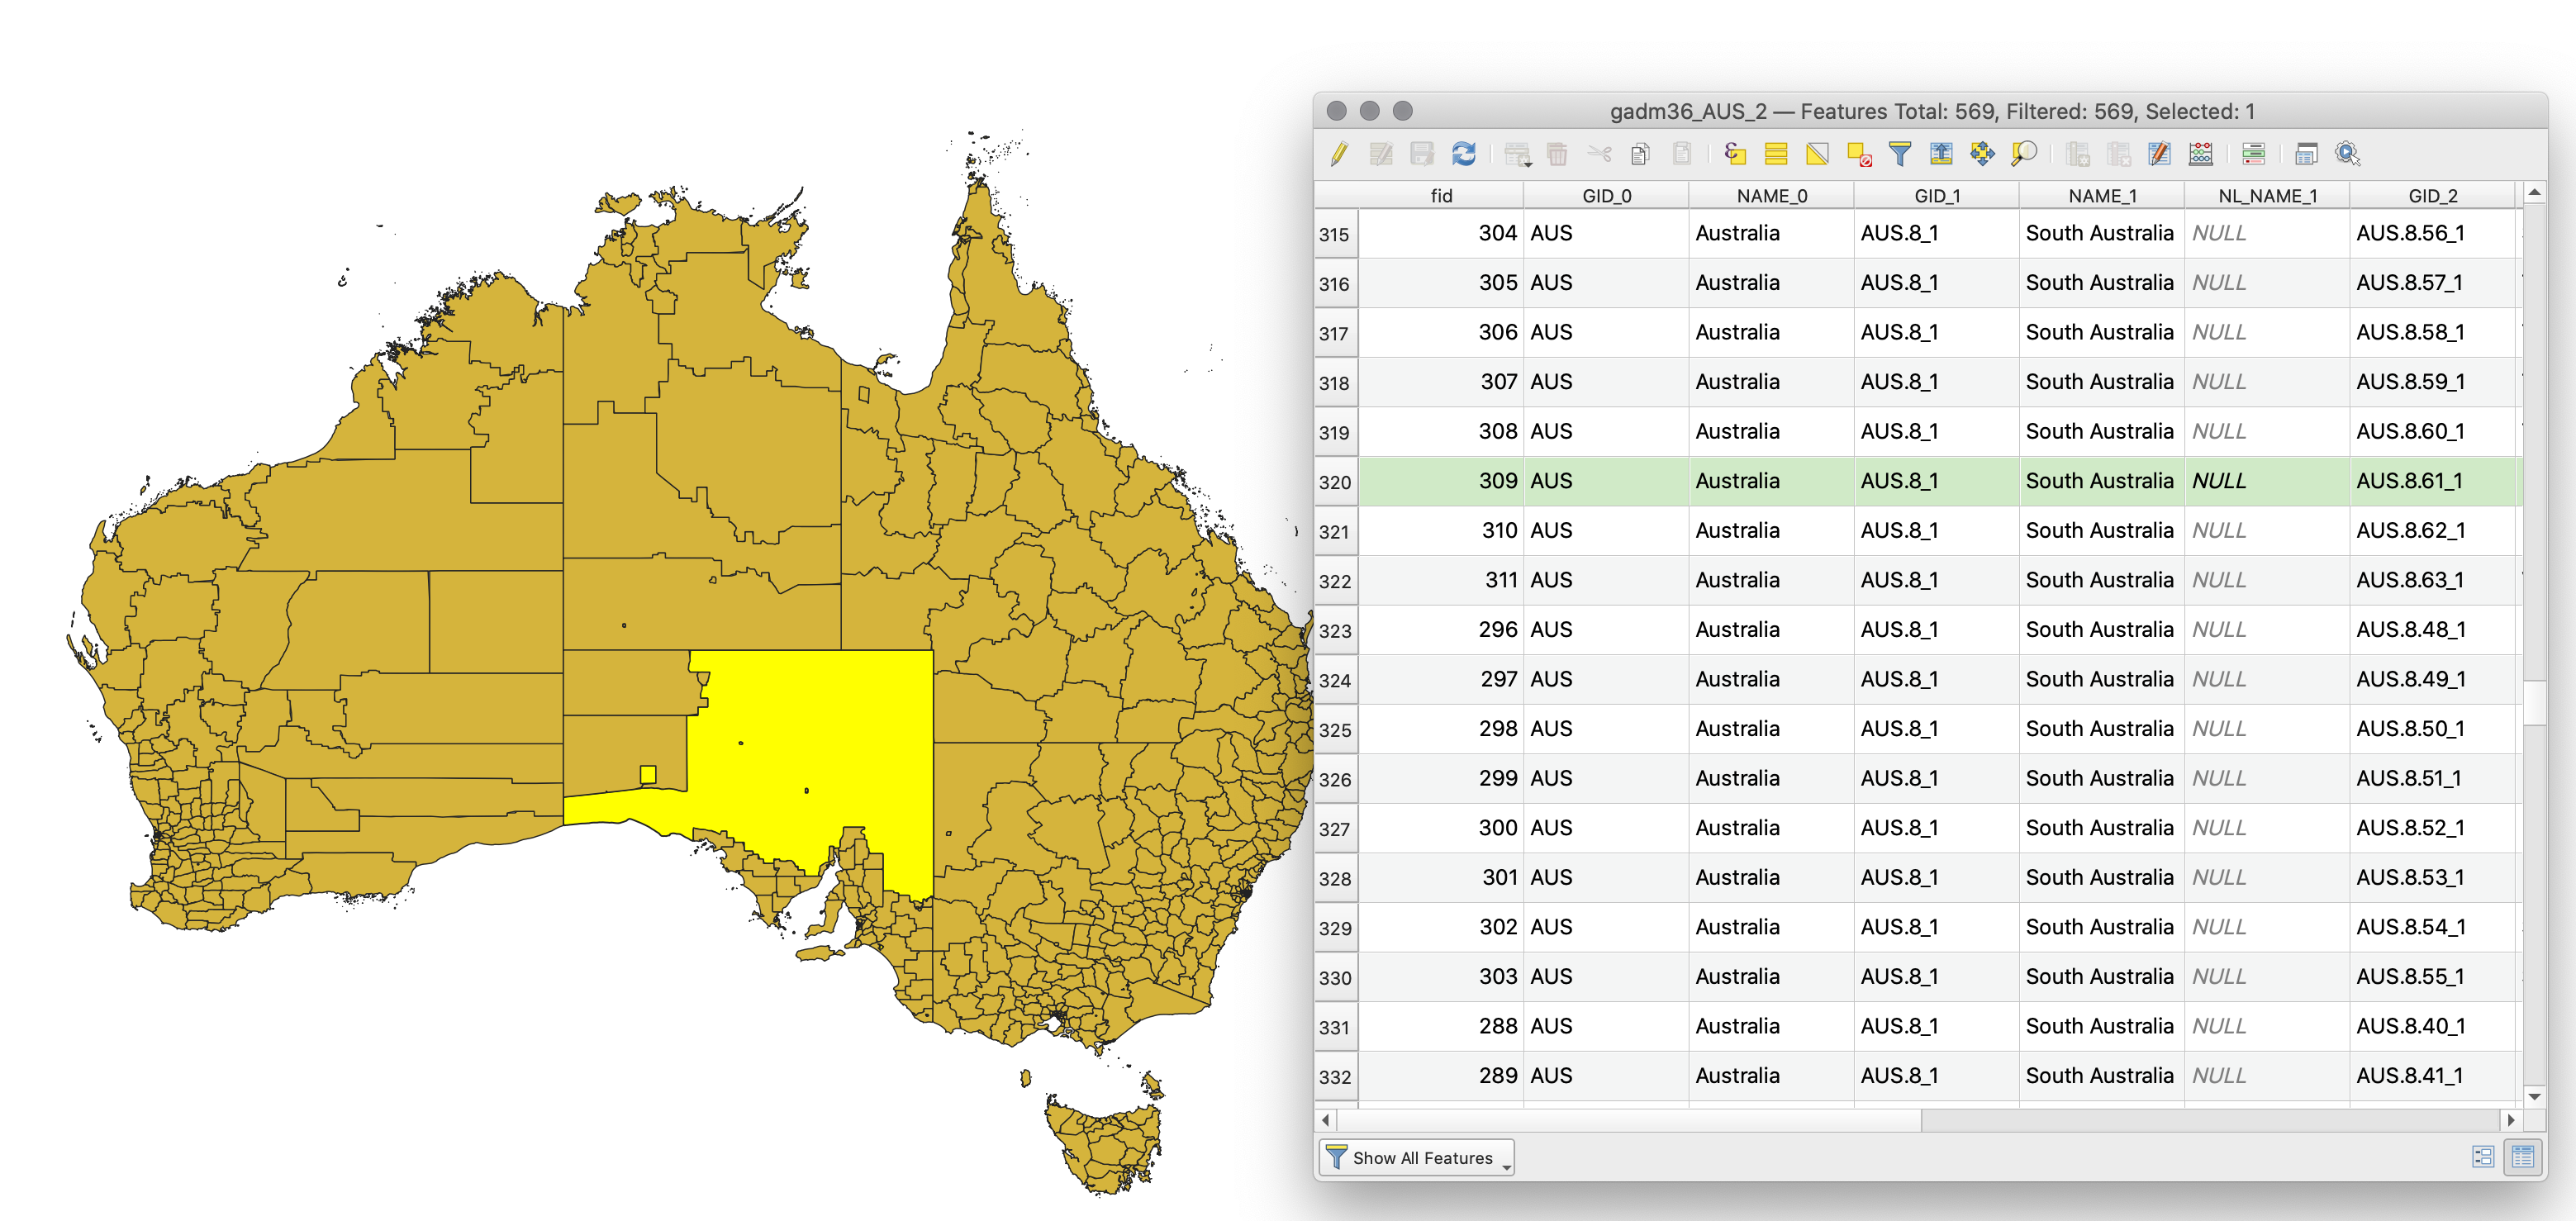 gadm36_AUS_2 — Features Total: 569, Filtered: 569, Selected: 1
fid GID_0 NAME_0 GID_1 NAME_1 NL_NAME_1 GID_2
315 304 AUS Australia AUS.8_1 South Australia NULL AUS.8.56_1
316 305 AUS Australia AUS.8_1 South Australia NULL AUS.8.57_1
317 306 AUS Australia AUS.8_1 South Australia NULL AUS.8.58_1
318 307 AUS Australia AUS.8_1 South Australia NULL AUS.8.59_1
319 308 AUS Australia AUS.8_1 South Australia NULL AUS.8.60_1
320 309 AUS Australia AUS.8_1 South Australia NULL AUS.8.61_1
321 310 AUS Australia AUS.8_1 South Australia NULL AUS.8.62_1
322 311 AUS Australia AUS.8_1 South Australia NULL AUS.8.63_1
323 296 AUS Australia AUS.8_1 South Australia NULL AUS.8.48_1
324 297 AUS Australia AUS.8_1 South Australia NULL AUS.8.49_1
325 298 AUS Australia AUS.8_1 South Australia NULL AUS.8.50_1
326 299 AUS Australia AUS.8_1 South Australia NULL AUS.8.51_1
327 300 AUS Australia AUS.8_1 South Australia NULL AUS.8.52_1
328 301 AUS Australia AUS.8_1 South Australia NULL AUS.8.53_1
329 302 AUS Australia AUS.8_1 South Australia NULL AUS.8.54_1
330 303 AUS Australia AUS.8_1 South Australia NULL AUS.8.55_1
331 288 AUS Australia AUS.8_1 South Australia NULL AUS.8.40_1
332 289 AUS Australia AUS.8_1 South Australia NULL AUS.8.41_1
Show All Features